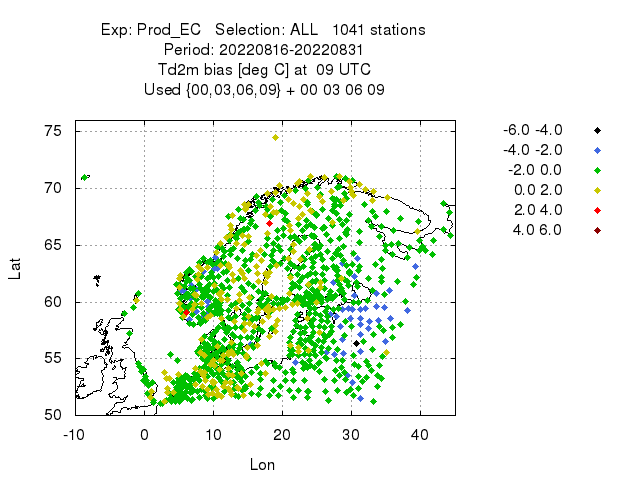 Exp: Prod_EC Selection: ALL 1041 stations
Period: 20220816-20220831
Td2m bias [deg C] at 09 UTC
Used {00,03,06,09} + 00 03 06 09
75
70
65
60
55
50
-10 0 10 20 30 40
Lat
Lon
-6.0 -4.0
-4.0 -2.0
-2.0 0.0
0.0 2.0
2.0 4.0
4.0 6.0